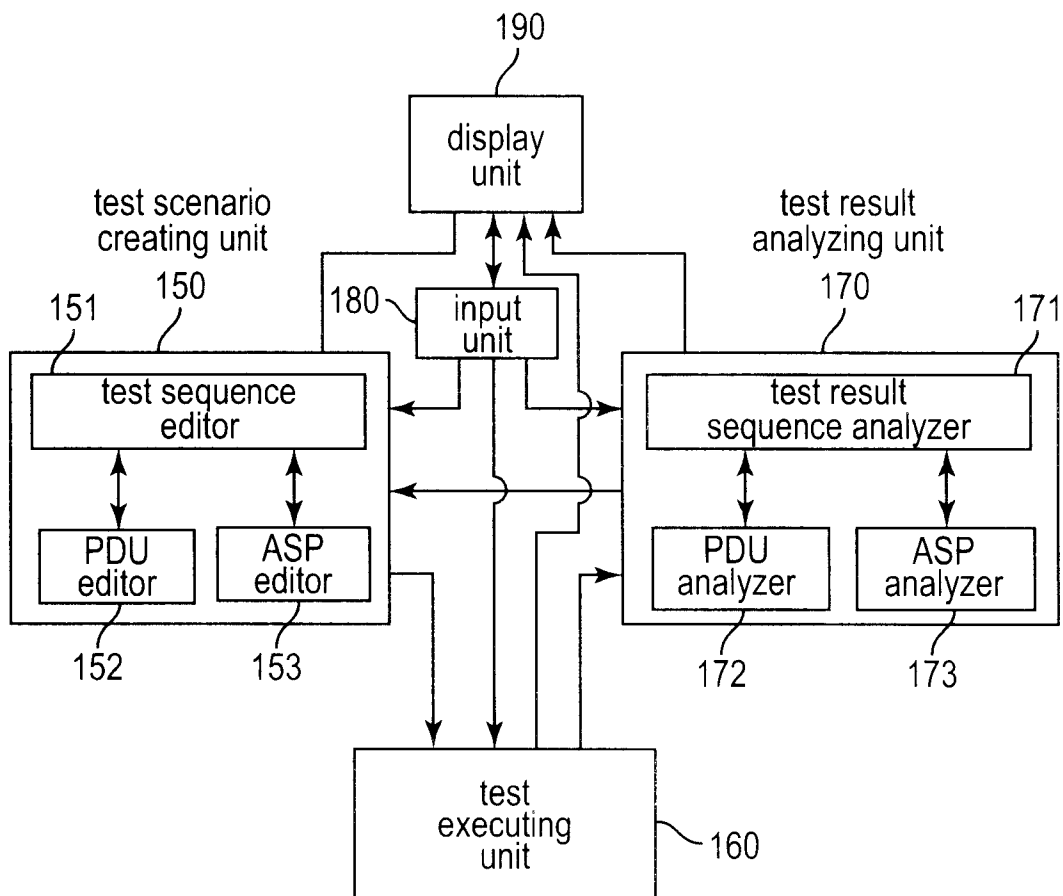 190
display
unit
test scenario
creating unit
test result
analyzing unit
150
151
180
input
unit
170
171
test sequence
editor
test result
sequence analyzer
PDU
editor
ASP
editor
PDU
analyzer
ASP
analyzer
152
153
172
173
test
executing
unit
160